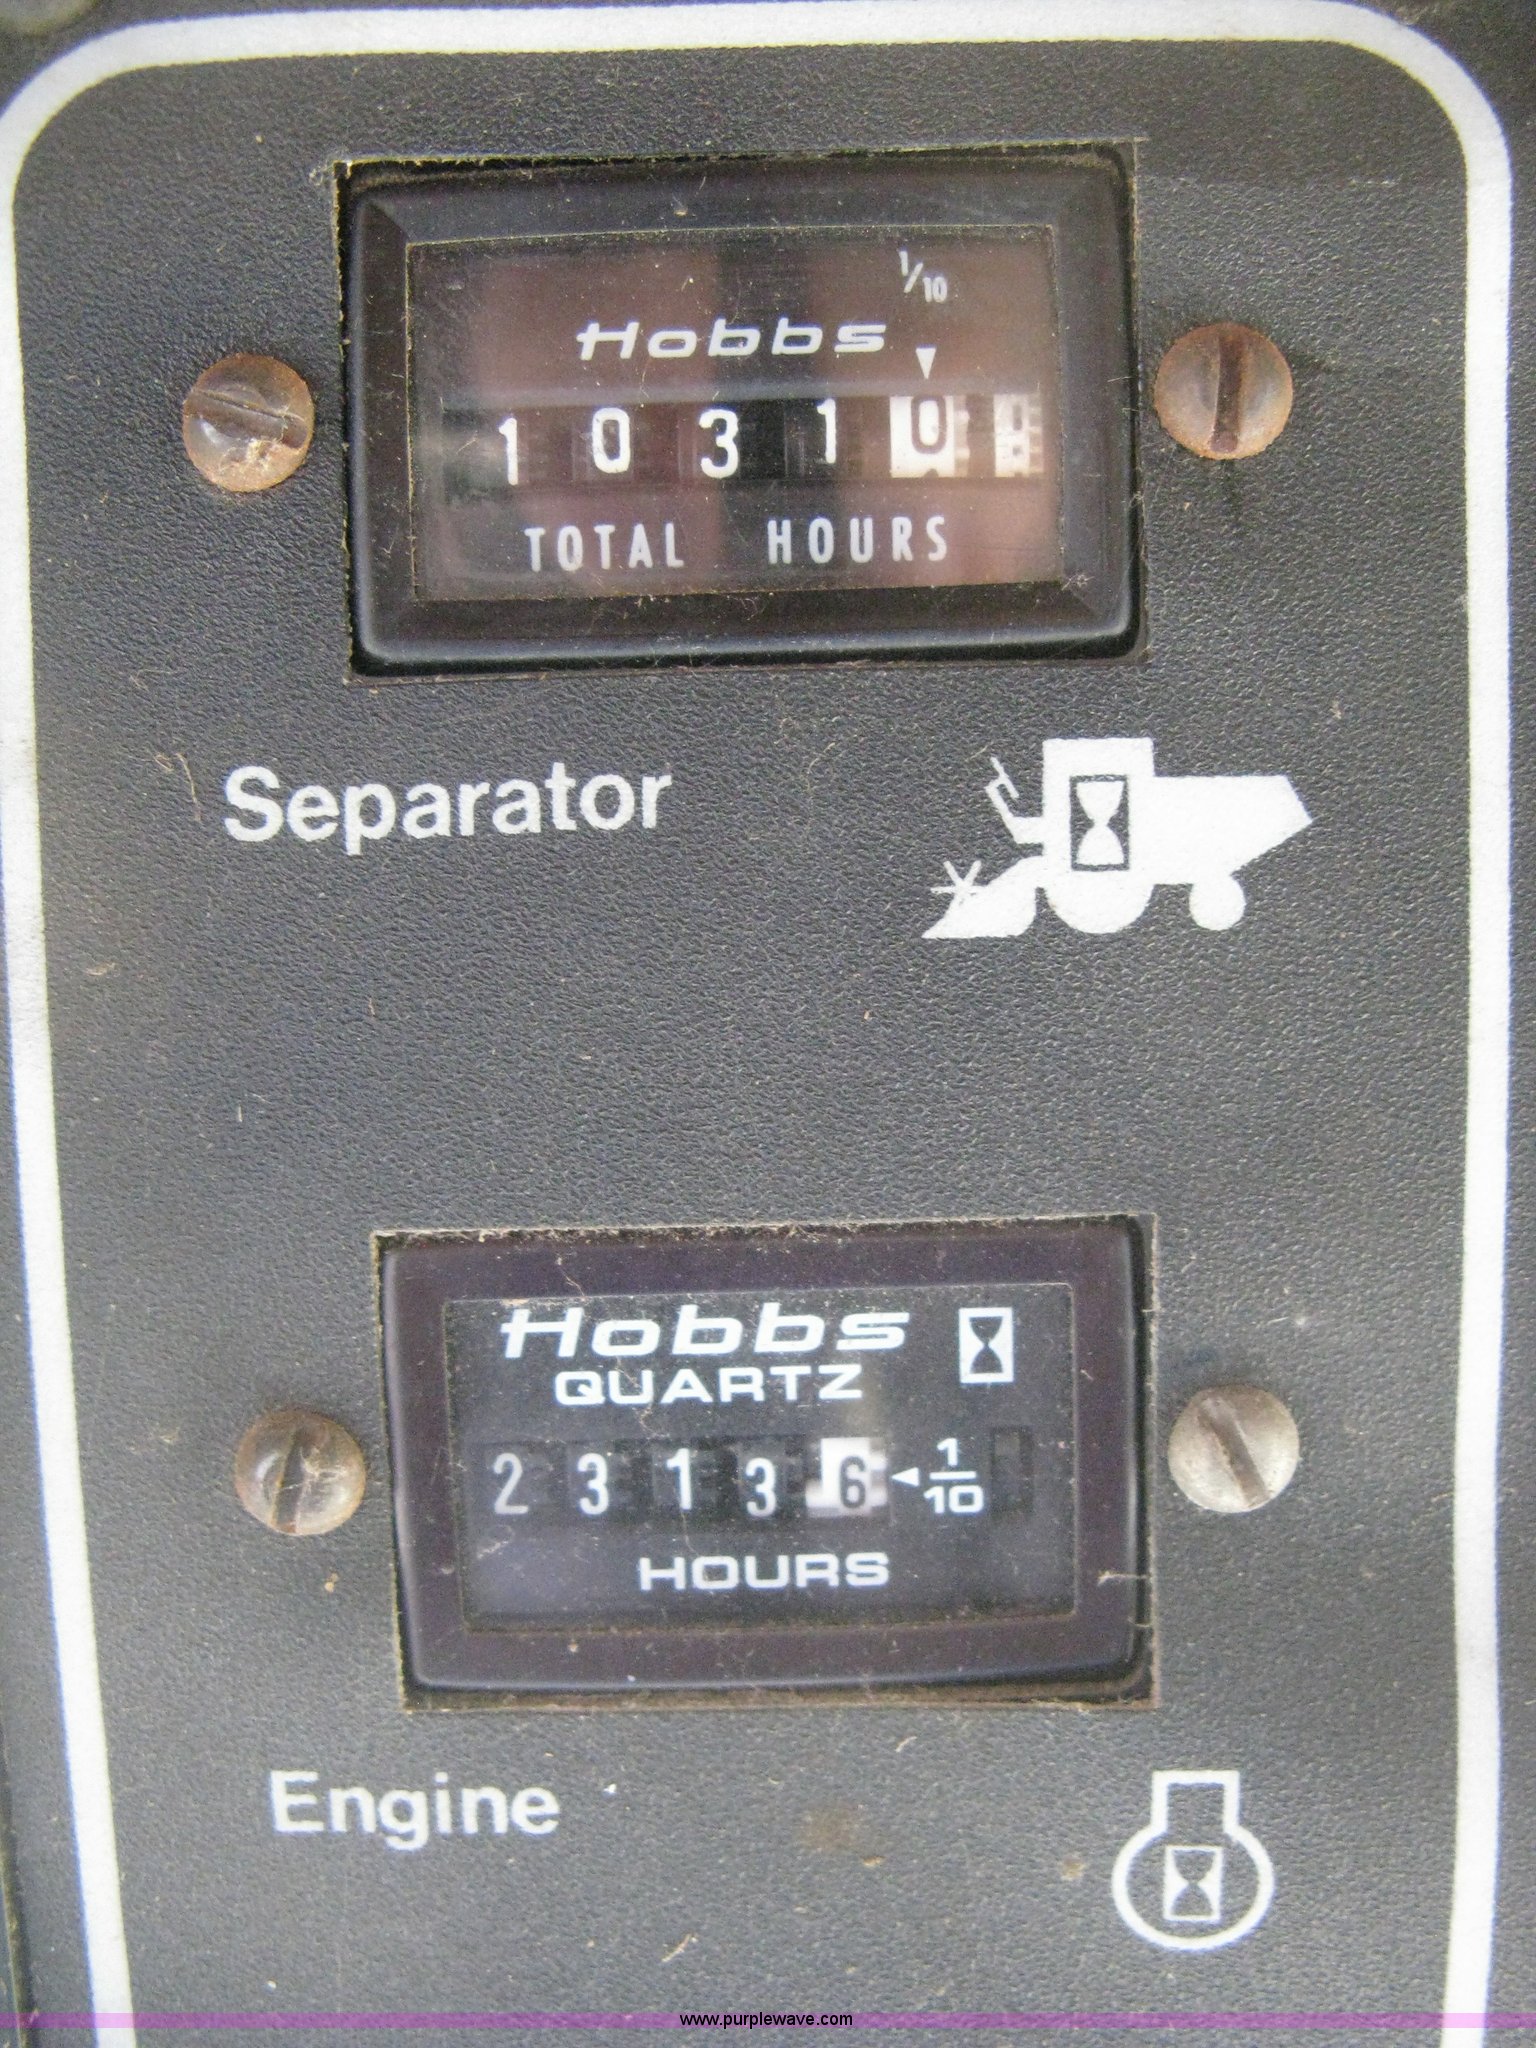 1/10
Hobbs
1 0 3 1 0
TOTAL HOURS
Separator
Hobbs
QUARTZ
2 3 1 3 6 1/10
HOURS
Engine
www.purplewave.com